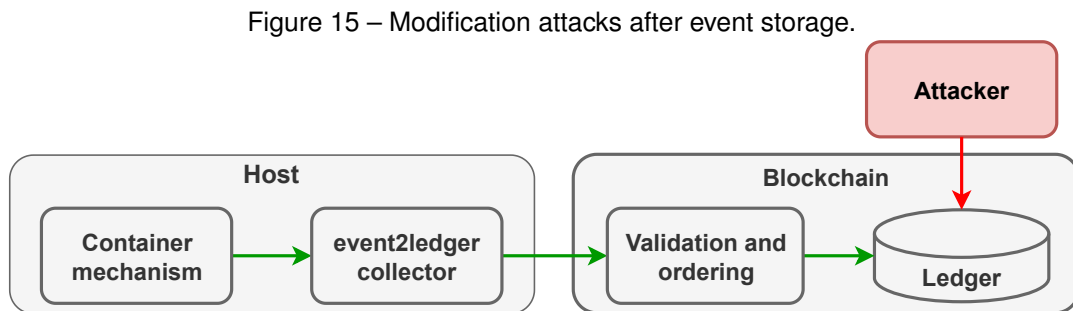 Figure 15 – Modification attacks after event storage.
Attacker
Host
Blockchain
Container
mechanism
event2ledger
collector
Validation and
ordering
Ledger